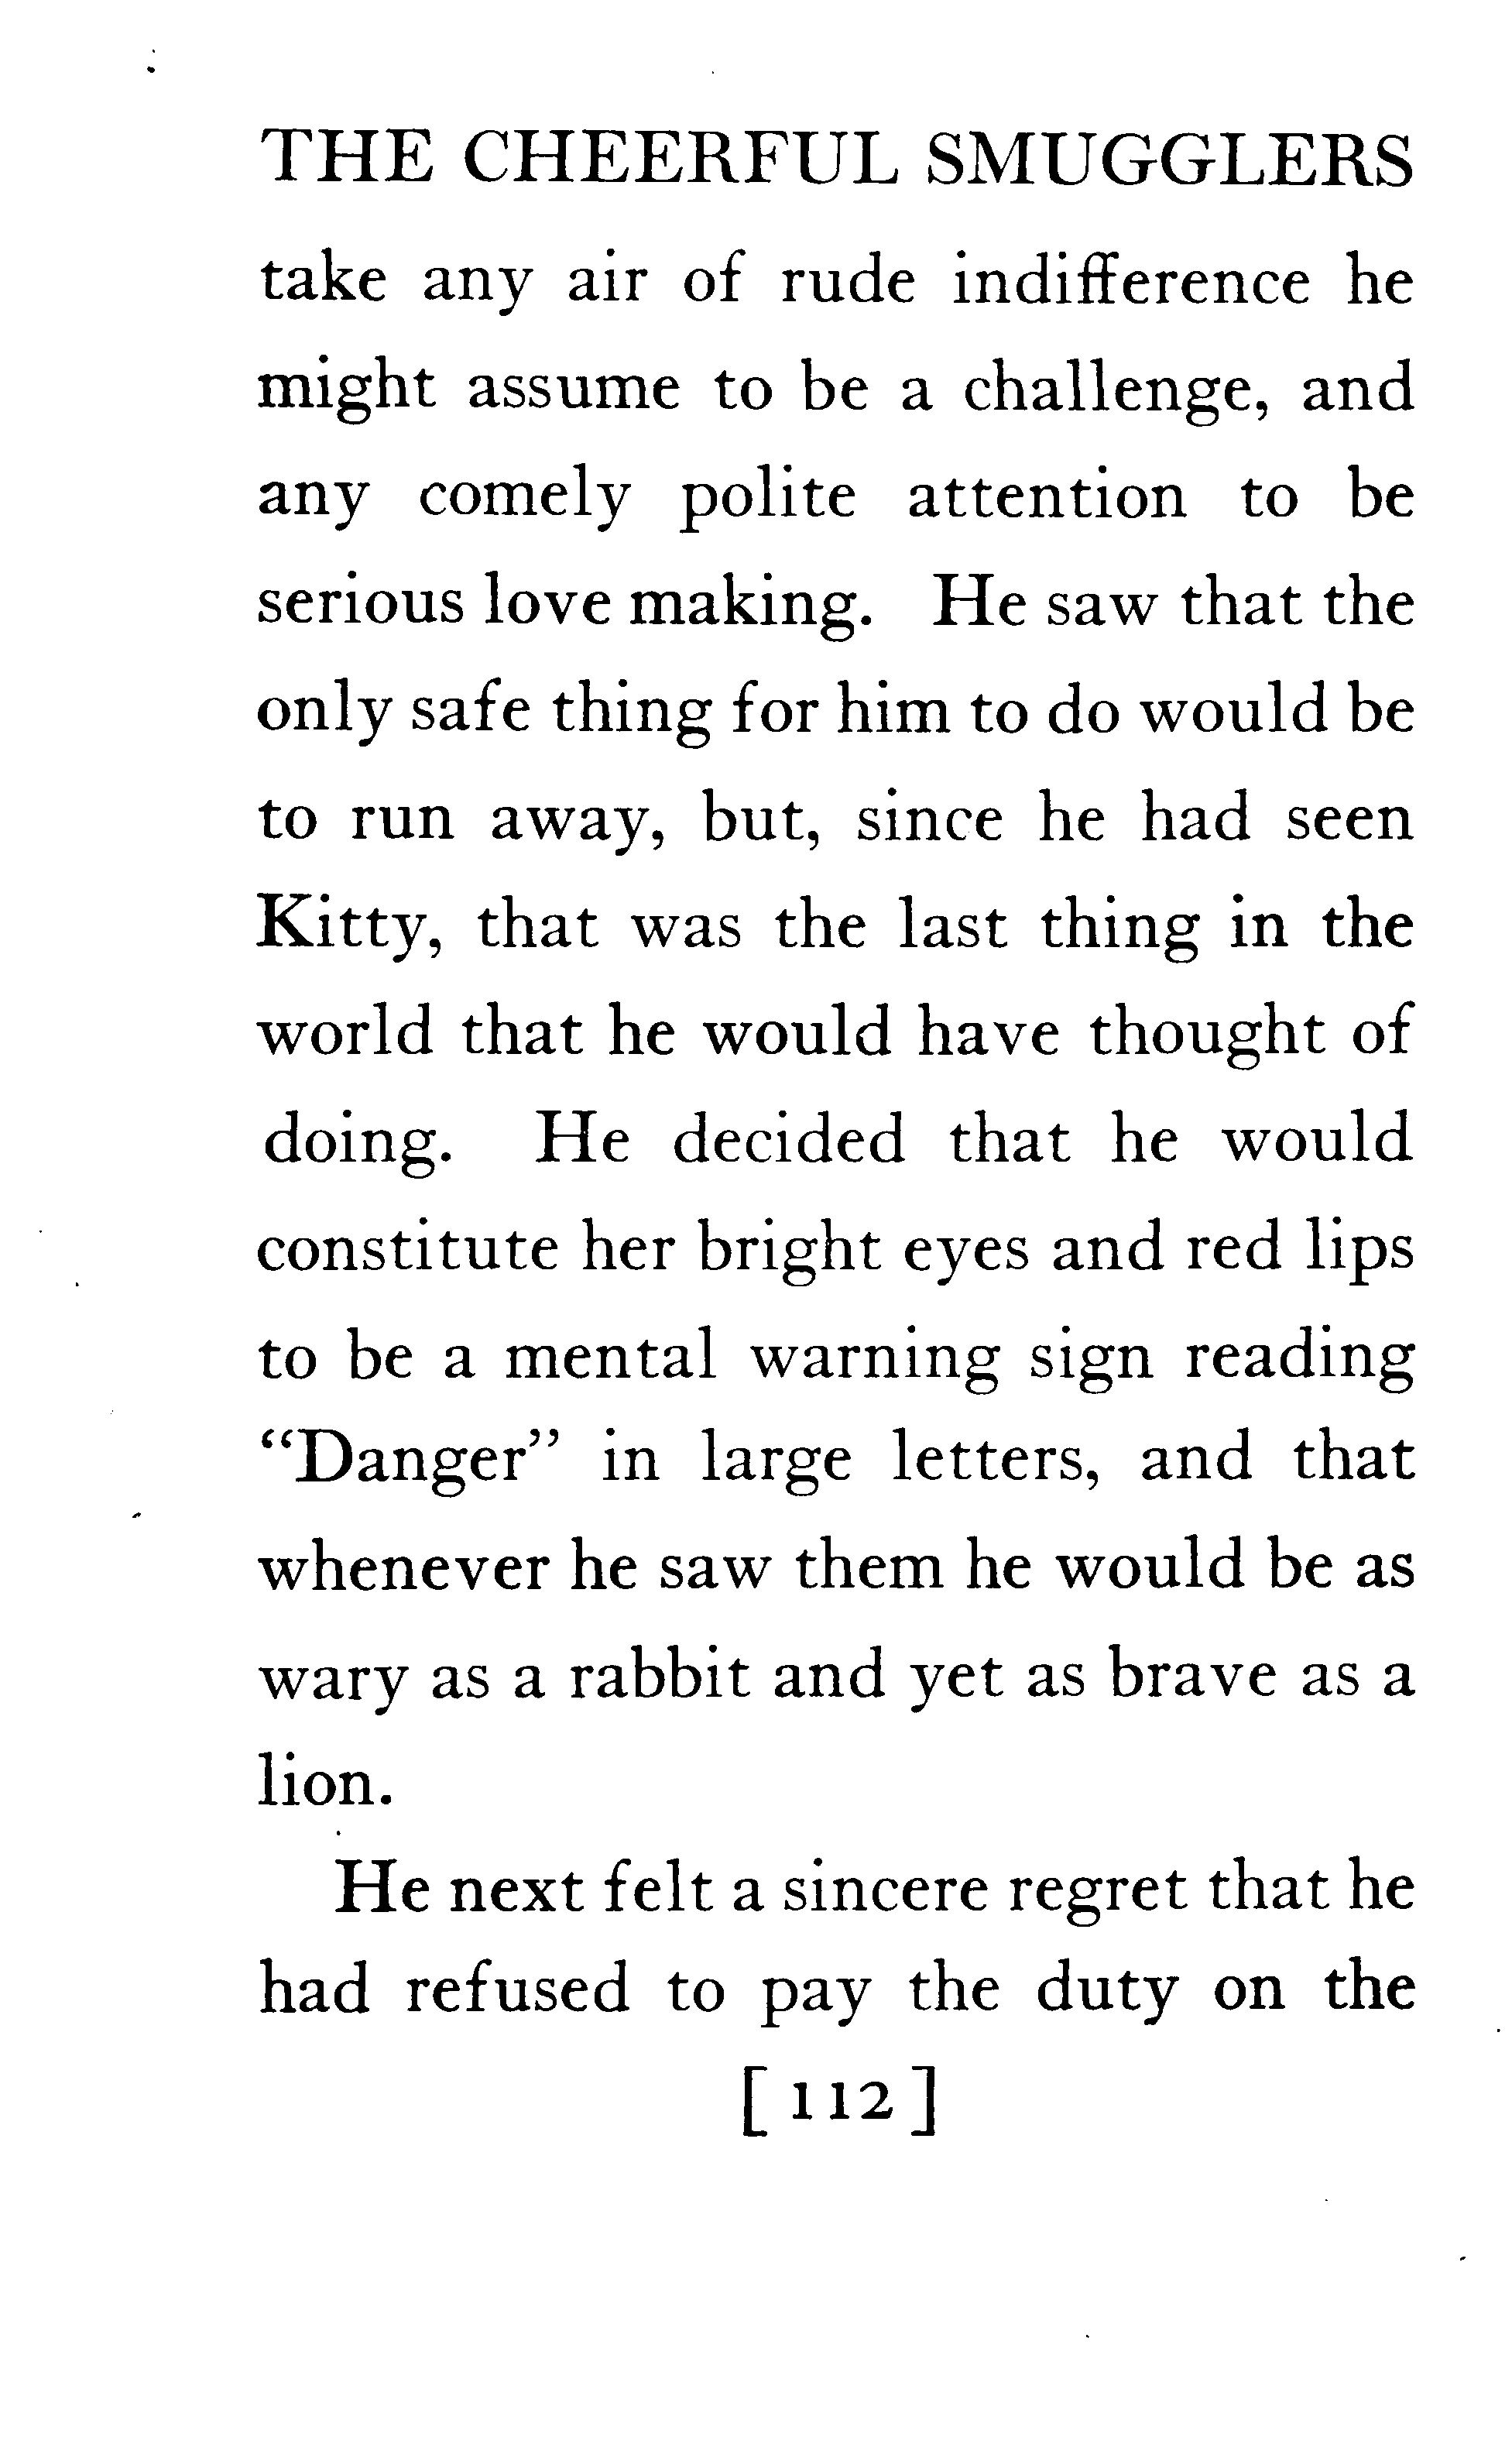 THE CHEERFUL SMUGGLERS
take any air of rude indifference he
might assume to be a challenge, and
any comely polite attention to be
serious love making. He saw that the
only safe thing for him to do would be
to run away, but, since he had seen
Kitty, that was the last thing in the
world that he would have thought of
doing. He decided that he would
constitute her bright eyes and red lips
to be a mental warning sign reading
“Danger” in large letters, and that
whenever he saw them he would be as
wary as a rabbit and yet as brave as a
lion.
He next felt a sincere regret that he
had refused to pay the duty on the
[ 112 ]